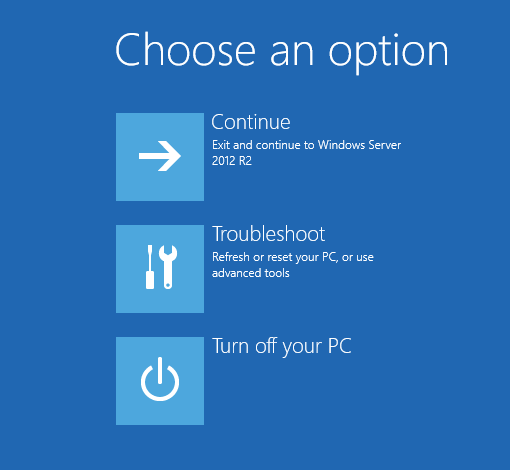 Choose an option
Continue
Exit and continue to Windows Server
2012 R2
Troubleshoot
Refresh or reset your PC, or use
advanced tools
Turn off your PC